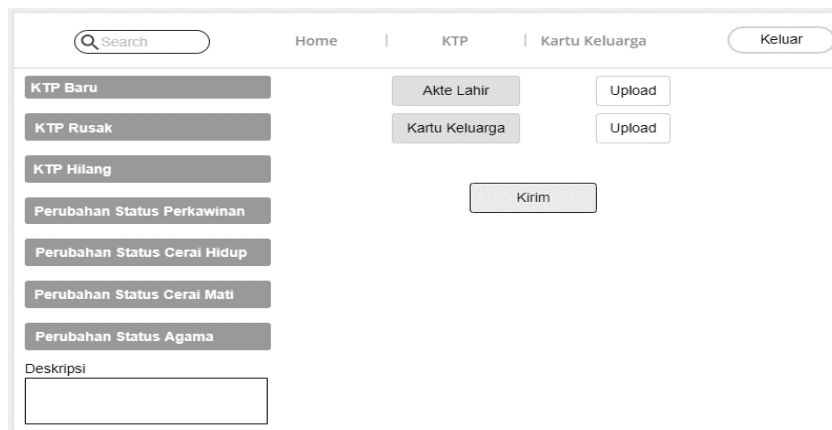 Search Home | KTP | Kartu Keluarga Keluar
KTP Baru
KTP Rusak
KTP Hilang
Perubahan Status Perkawinan
Perubahan Status Cerai Hidup
Perubahan Status Cerai Mati
Perubahan Status Agama
Deskripsi
Akte Lahir Upload
Kartu Keluarga Upload
Kirim